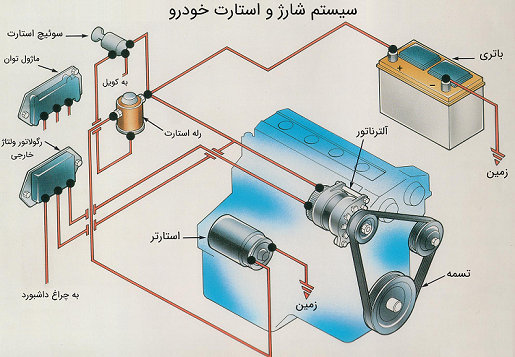 سیستم شارژ و استارت خودرو
سوئیچ استارت
ماژول توان
به کویل
باتری
+
-
رله استارت
آلترناتور
رگولاتور ولتاژ
خارجی
زمین
استارتر
تسمه
زمین
به چراغ داشبورد